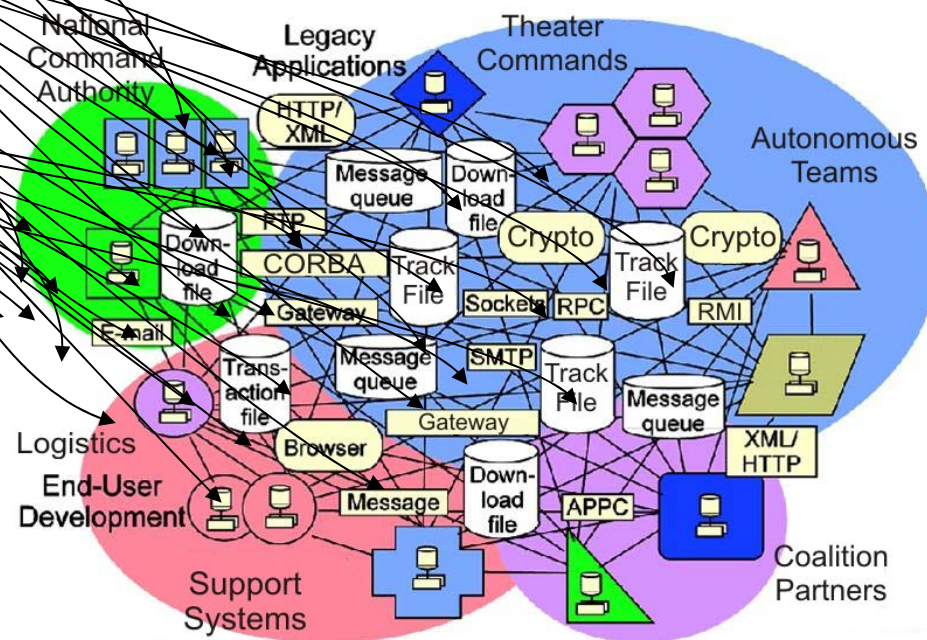 National
Command
Authority
Legacy
Applications
Theater
Commands
HTTP/
XML
Autonomous
Teams
Message
queue
Down-
load
file
Crypto
Crypto
FTP
Down-
load
file
CORBA
Track
File
Track
File
Gateway
Sockets
RPC
RMI
E-mail
Trans-
action
file
Message
queue
SMTP
Track
File
Message
queue
Gateway
Logistics
Browser
XML/
HTTP
End-User
Development
Message
Down-
load
file
APPC
Coalition
Partners
Support
Systems